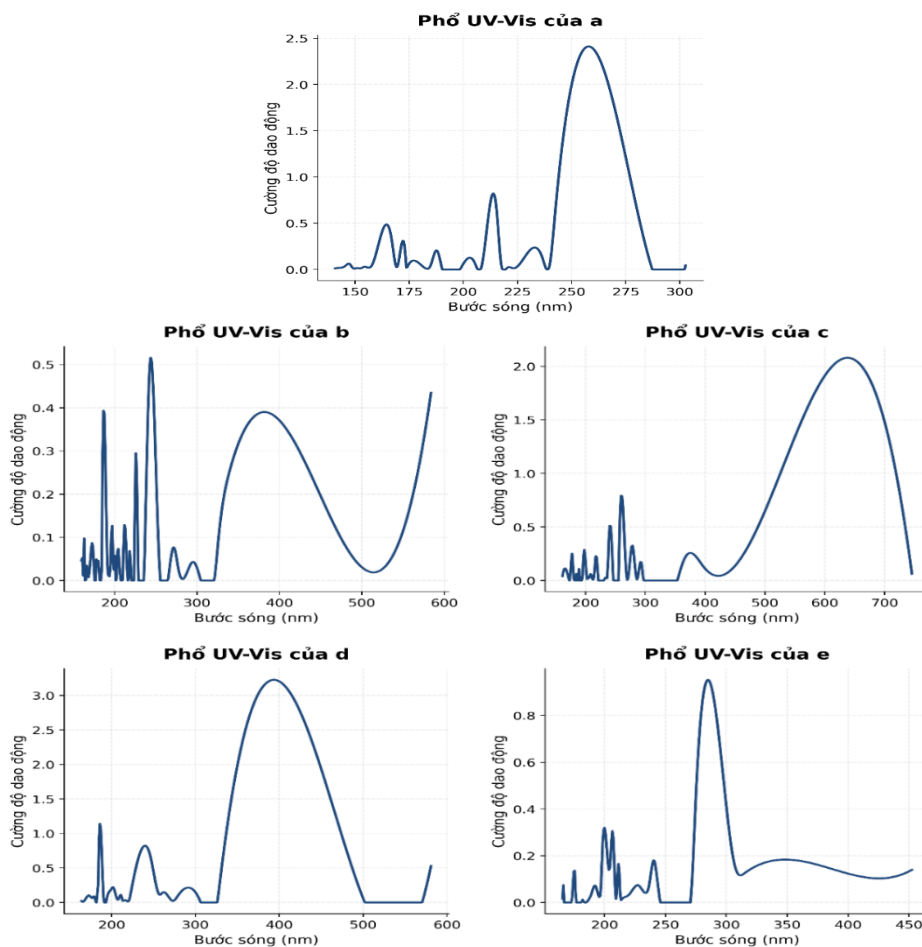 Phổ UV-Vis của a
Cường độ dao động
2.5
2.0
1.5
1.0
0.5
0.0
150 175 200 225 250 275 300
Bước sóng (nm)
Phổ UV-Vis của b
Cường độ dao động
0.5
0.4
0.3
0.2
0.1
0.0
200 300 400 500 600
Bước sóng (nm)
Phổ UV-Vis của c
Cường độ dao động
2.0
1.5
1.0
0.5
0.0
200 300 400 500 600 700
Bước sóng (nm)
Phổ UV-Vis của d
Cường độ dao động
3.0
2.5
2.0
1.5
1.0
0.5
0.0
200 300 400 500 600
Bước sóng (nm)
Phổ UV-Vis của e
Cường độ dao động
0.8
0.6
0.4
0.2
0.0
200 250 300 350 400 450
Bước sóng (nm)